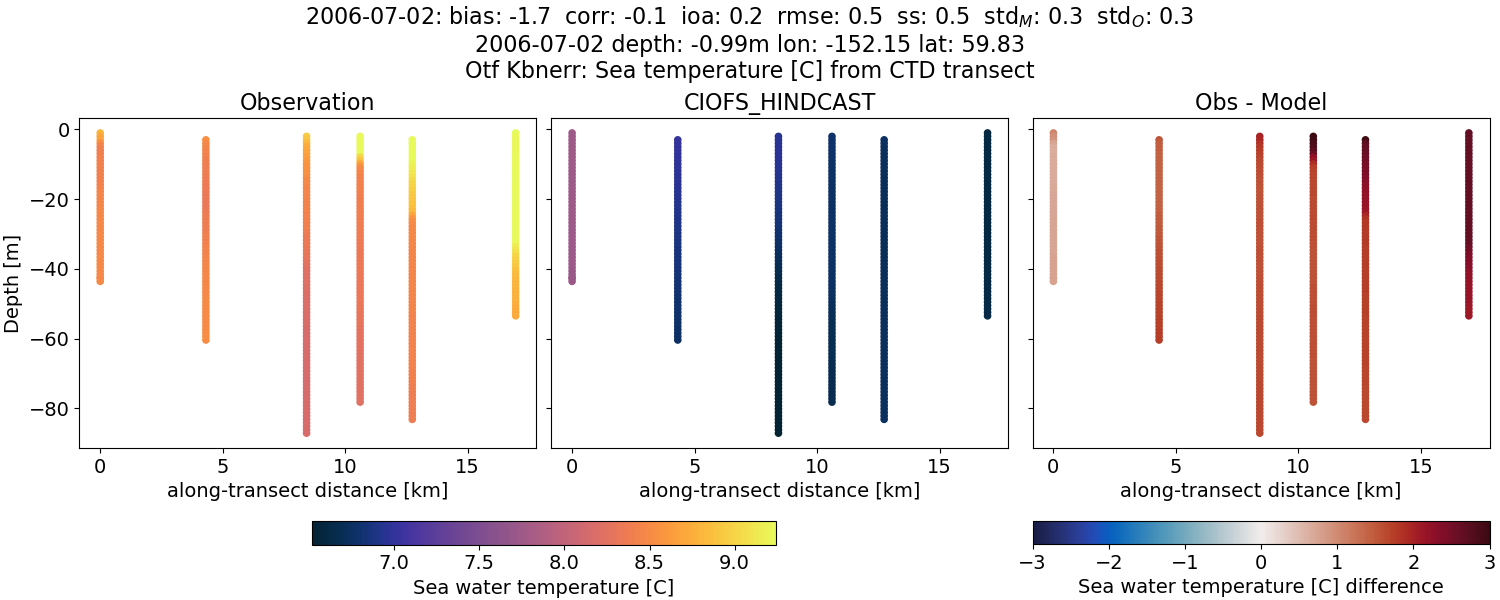 2006-07-02: bias: -1.7 corr: -0.1 ioa: 0.2 rmse: 0.5 ss: 0.5 std_M: 0.3 std_O: 0.3
2006-07-02 depth: -0.99m lon: -152.15 lat: 59.83
Otf Kbnerr: Sea temperature [C] from CTD transect
Observation
CIOFS_HINDCAST
Obs - Model
Depth [m]
0
−20
−40
−60
−80
0 5 10 15
0 5 10 15
0 5 10 15
along-transect distance [km]
along-transect distance [km]
along-transect distance [km]
7.0 7.5 8.0 8.5 9.0
Sea water temperature [C]
−3 −2 −1 0 1 2 3
Sea water temperature [C] difference